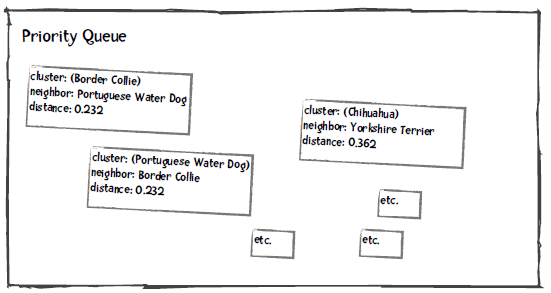 Priority Queue
cluster: (Border Collie)
neighbor: Portuguese Water Dog
distance: 0.232
cluster: (Chihuahua)
neighbor: Yorkshire Terrier
distance: 0.362
cluster: (Portuguese Water Dog)
neighbor: Border Collie
distance: 0.232
etc.
etc.
etc.